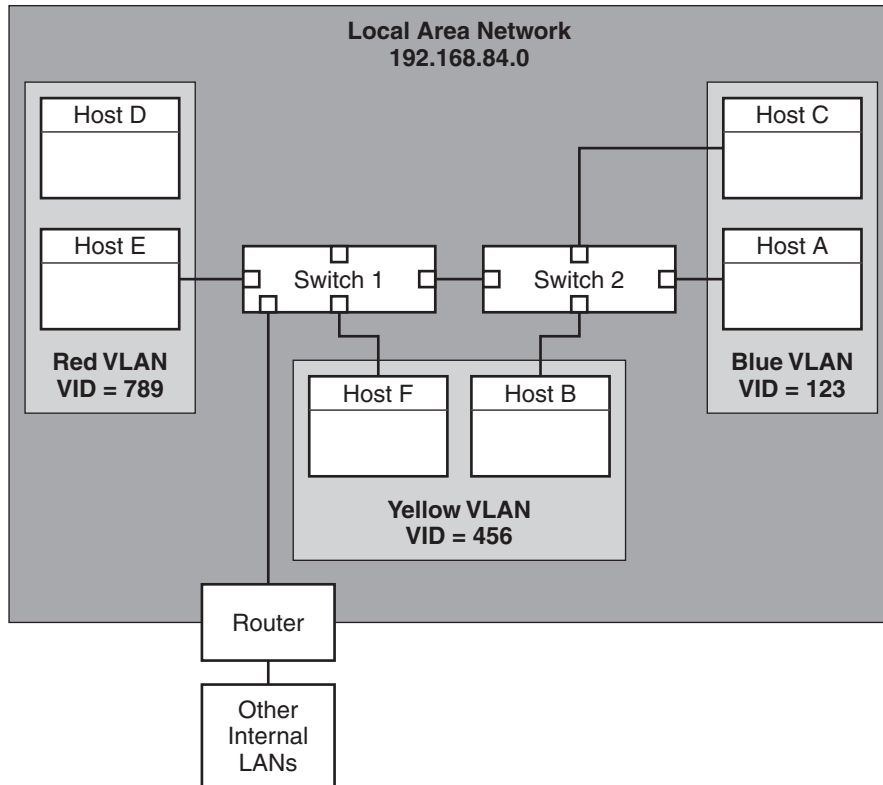 Local Area Network
192.168.84.0
Host D
Host C
Host E
Switch 1
Switch 2
Host A
Red VLAN
VID = 789
Blue VLAN
VID = 123
Host F
Host B
Yellow VLAN
VID = 456
Router
Other
Internal
LANs